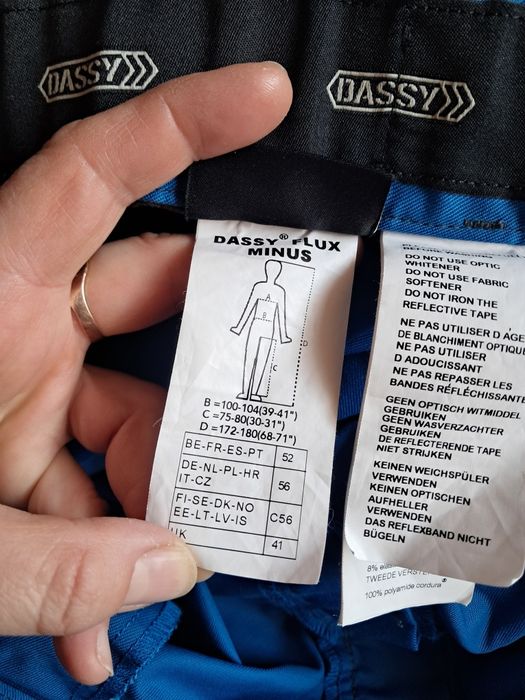 DASSY
DASSY
DASSY® FLUX
MINUS
A
B
C
D
B =100-104(39-41")
C =75-80(30-31")
D =172-180(68-71")
BE-FR-ES-PT 52
DE-NL-PL-HR
IT-CZ 56
FI-SE-DK-NO
EE-LT-LV-IS C56
UK 41
DO NOT USE OPTIC
WHITENER
DO NOT USE FABRIC
SOFTENER
DO NOT IRON THE
REFLECTIVE TAPE
NE PAS UTILISER D AGE
DE BLANCHIMENT OPTIQU
NE PAS UTILISER
D ADOUCISSANT
NE PAS REPASSER LES
BANDES RÉFLÉCHISSANTE
GEEN OPTISCH WITMIDDEL
GEBRUIKEN
GEEN WASVERZACHTER
GEBRUIKEN
DE REFLECTERENDE TAPE
NIET STRIJKEN
KEINEN WEICHSPÜLER
VERWENDEN
KEINEN OPTISCHEN
AUFHELLER
VERWENDEN
DAS REFLEXBAND NICHT
BÜGELN
8% elas
TWEEDE VERSTE
100% polyamide cordura